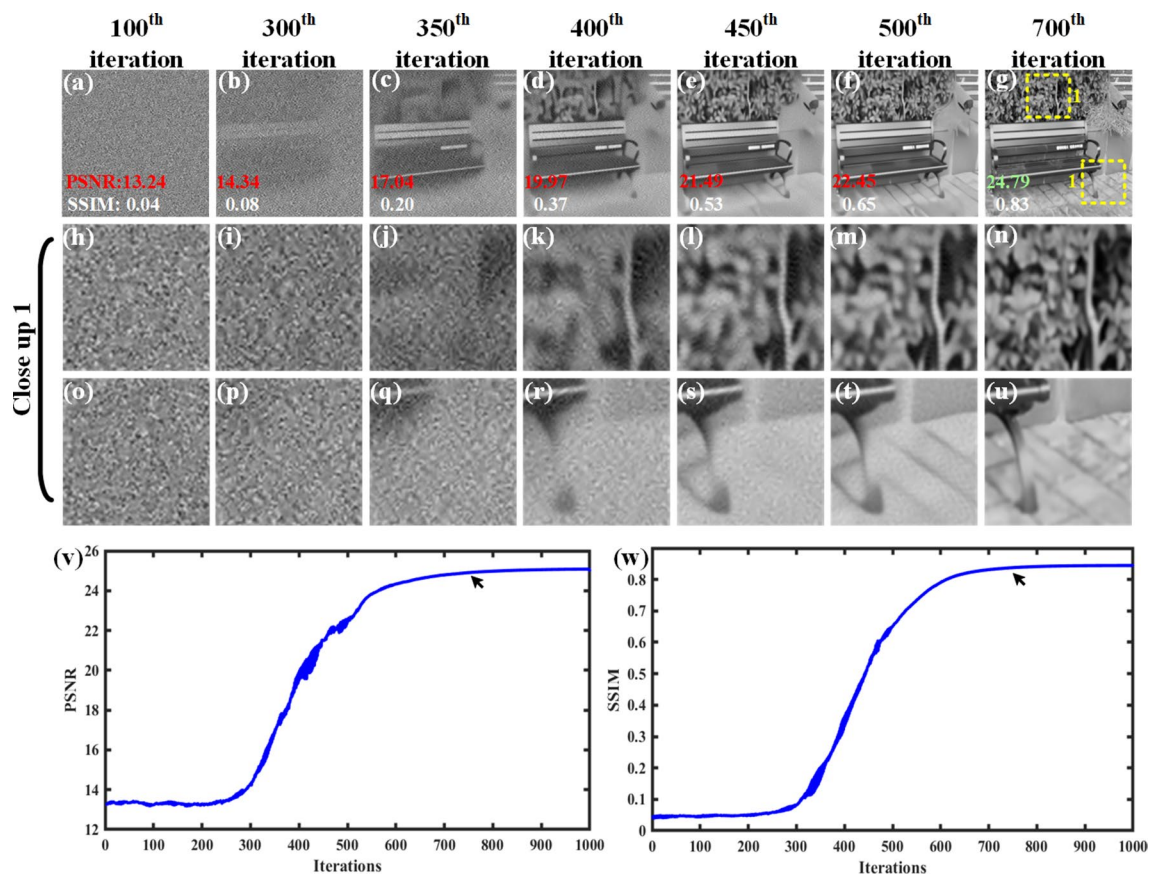 100th 300th 350th 400th 450th 500th 700th
iteration iteration iteration iteration iteration iteration iteration
(a) (b) (c) (d) (e) (f) (g)
1
PSNR:13.24 14.34 17.04 19.97 21.49 22.45 24.79 1
SSIM: 0.04 0.08 0.20 0.37 0.53 0.65 0.83
Close up 1
(h) (i) (j) (k) (l) (m) (n)
(o) (p) (q) (r) (s) (t) (u)
(v)
26
24
22
20
18
16
14
12
PSNR
0 100 200 300 400 500 600 700 800 900 1000
Iterations
(w)
0.8
0.7
0.6
0.5
0.4
0.3
0.2
0.1
0
SSIM
0 100 200 300 400 500 600 700 800 900 1000
Iterations